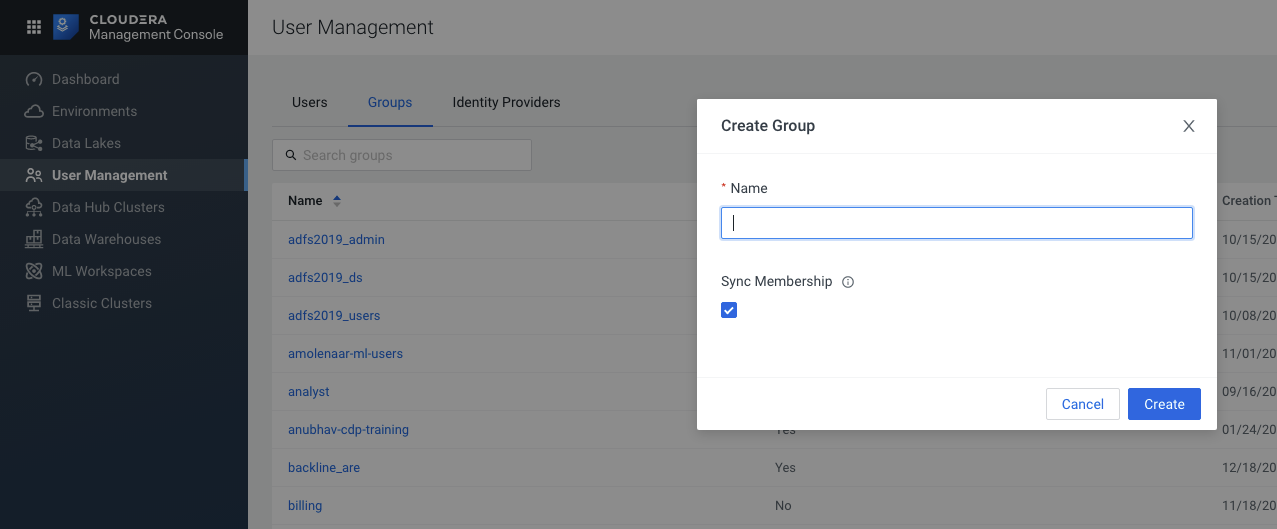 CLOUDERA
Management Console
Dashboard
Environments
Data Lakes
User Management
Data Hub Clusters
Data Warehouses
ML Workspaces
Classic Clusters
User Management
Users Groups Identity Providers
Search groups
Name Creation
adfs2019_admin 10/15/20
adfs2019_ds 10/15/20
adfs2019_users 10/08/20
amolenaar-ml-users 11/01/20
analyst 09/16/20
anubhav-cdp-training Yes 01/24/20
backline_are Yes 12/18/20
billing No 11/18/20
Create Group
* Name
Sync Membership
Cancel Create